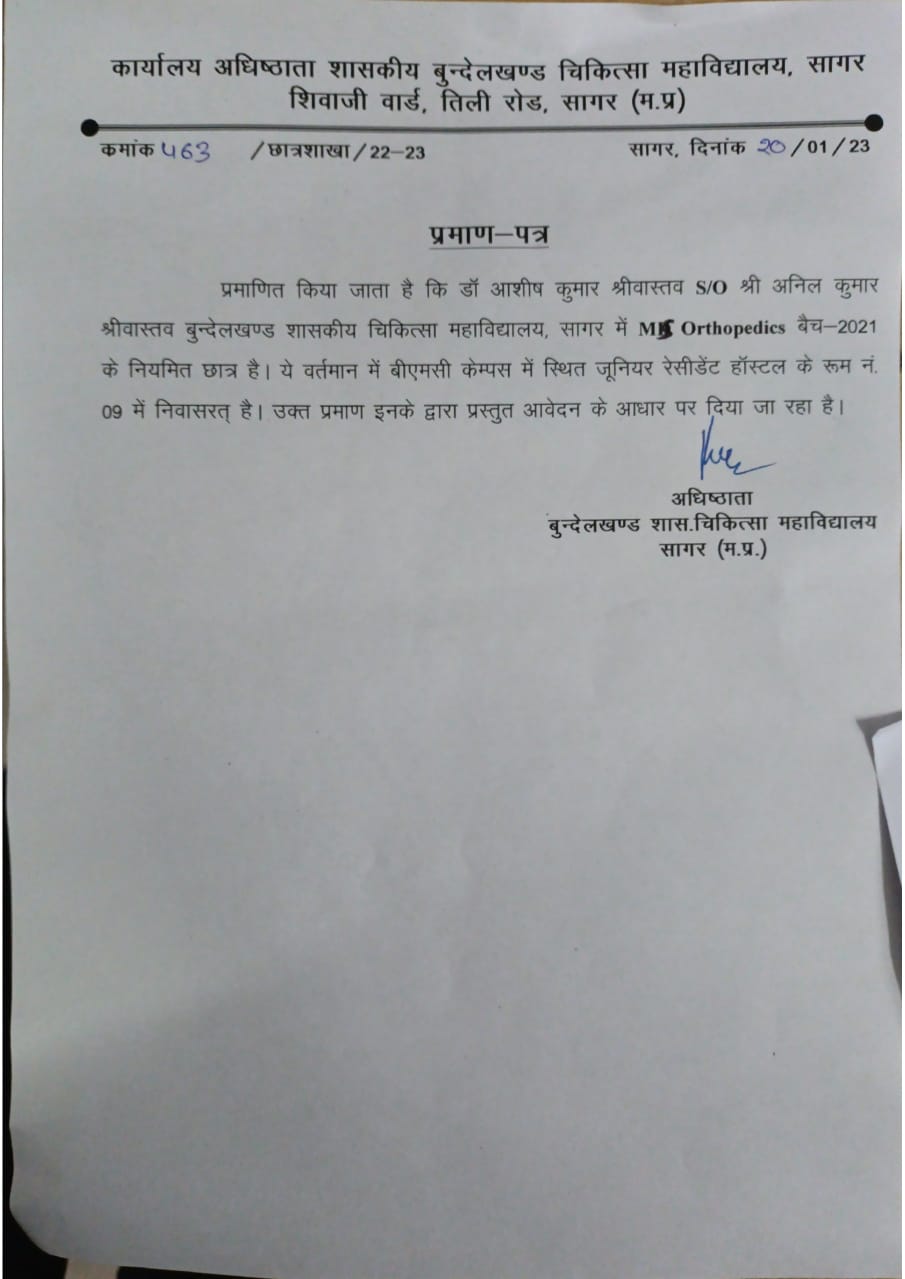 कार्यालय अधिष्ठाता शासकीय बुन्देलखण्ड चिकित्सा महाविद्यालय, सागर
शिवाजी वार्ड, तिली रोड, सागर (म.प्र)
कमांक 463 /छात्रशाखा/22–23 सागर, दिनांक 20/01/23
प्रमाण–पत्र
प्रमाणित किया जाता है कि डॉ आशीष कुमार श्रीवास्तव S/O श्री अनिल कुमार
श्रीवास्तव बुन्देलखण्ड शासकीय चिकित्सा महाविद्यालय, सागर में MS Orthopedics बैच–2021
के नियमित छात्र है। ये वर्तमान में बीएमसी केम्पस में स्थित जूनियर रेसीडेंट हॉस्टल के रूम नं.
09 में निवासरत् है। उक्त प्रमाण इनके द्वारा प्रस्तुत आवेदन के आधार पर दिया जा रहा है।
अधिष्ठाता
बुन्देलखण्ड शास.चिकित्सा महाविद्यालय
सागर (म.प्र.)